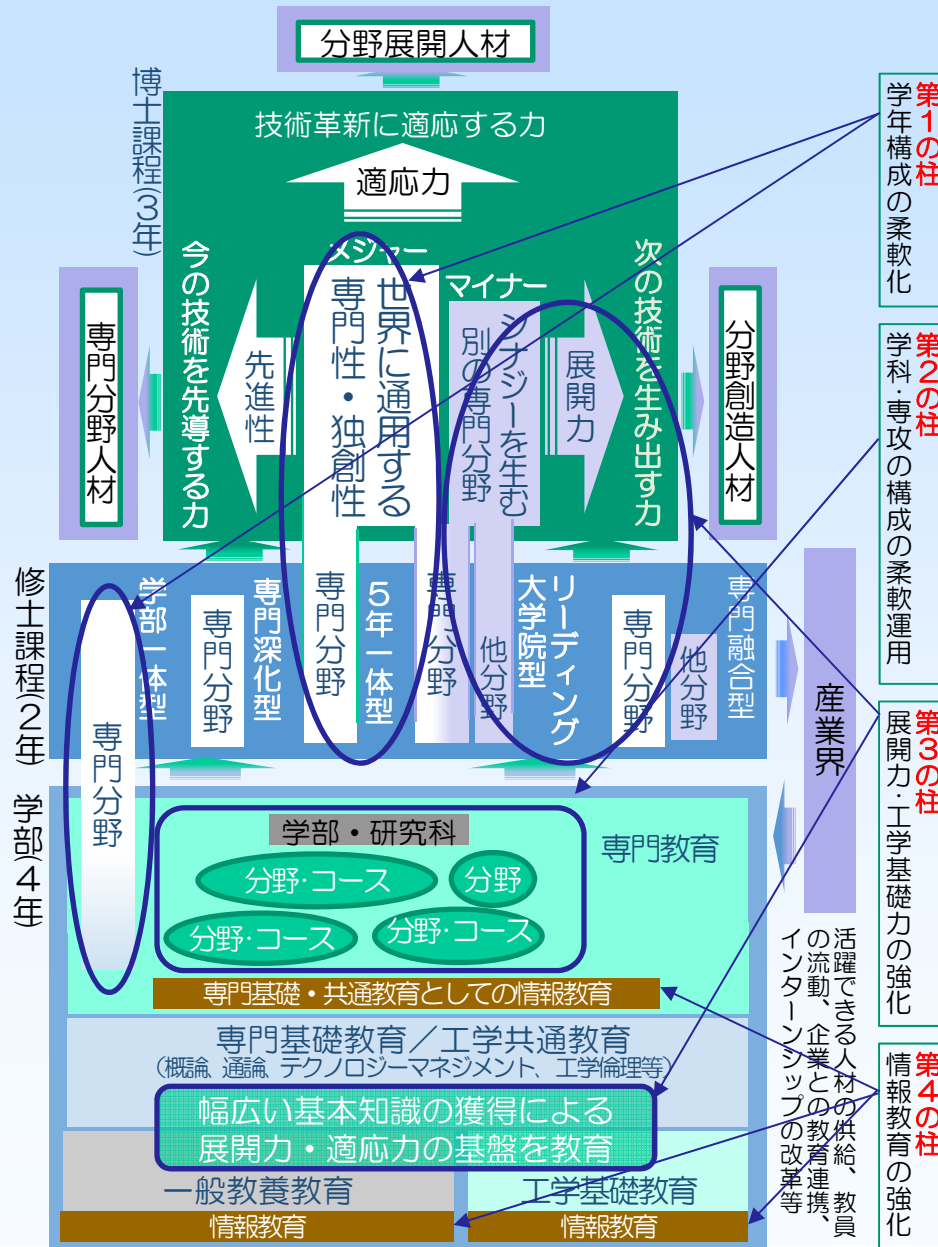 分野展開人材
博士課程(3年)
技術革新に適応する力
適応力
今の技術を先導する力
先進性
メジャー
世界に通用する
専門性・独創性
マイナー
シナジーを生む
別の専門分野
展開力
次の技術を生み出す力
専門分野人材
分野創造人材
修士課程(2年)
学部一体型
専門分野
専門深化型
専門分野
5年一体型
専門分野
他分野
リーディング
大学院型
専門分野
他分野
専門融合型
産業界
学部(4年)
専門分野
学部・研究科
専門教育
分野・コース
分野
分野・コース
分野・コース
専門基礎・共通教育としての情報教育
専門基礎教育／工学共通教育
(概論、通論、テクノロジーマネジメント、工学倫理等)
幅広い基本知識の獲得による
展開力・適応力の基盤を教育
一般教養教育
工学基礎教育
情報教育
情報教育
活躍できる人材の供給、教員
の流動、企業との教育連携、
インターンシップの改革等
第1の柱
学年構成の柔軟化
第2の柱
学科・専攻の構成の柔軟運用
第3の柱
展開力・工学基礎力の強化
第4の柱
情報教育の強化